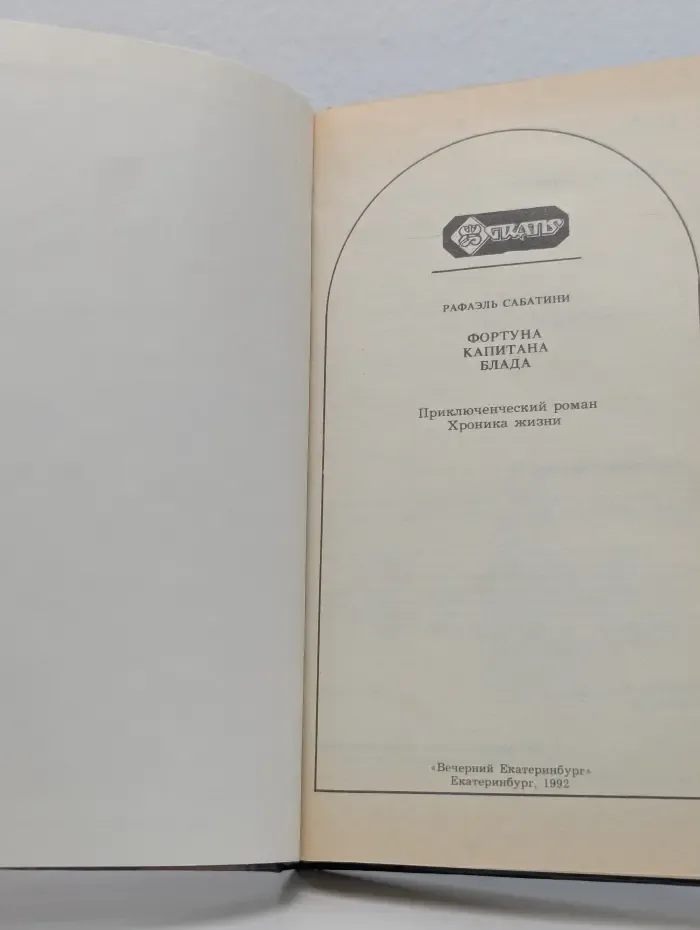 РАФАЭЛЬ САБАТИНИ
ФОРТУНА
КАПИТАНА
БЛАДА
Приключенческий роман
Хроника жизни
«Вечерний Екатеринбург»
Екатеринбург, 1992